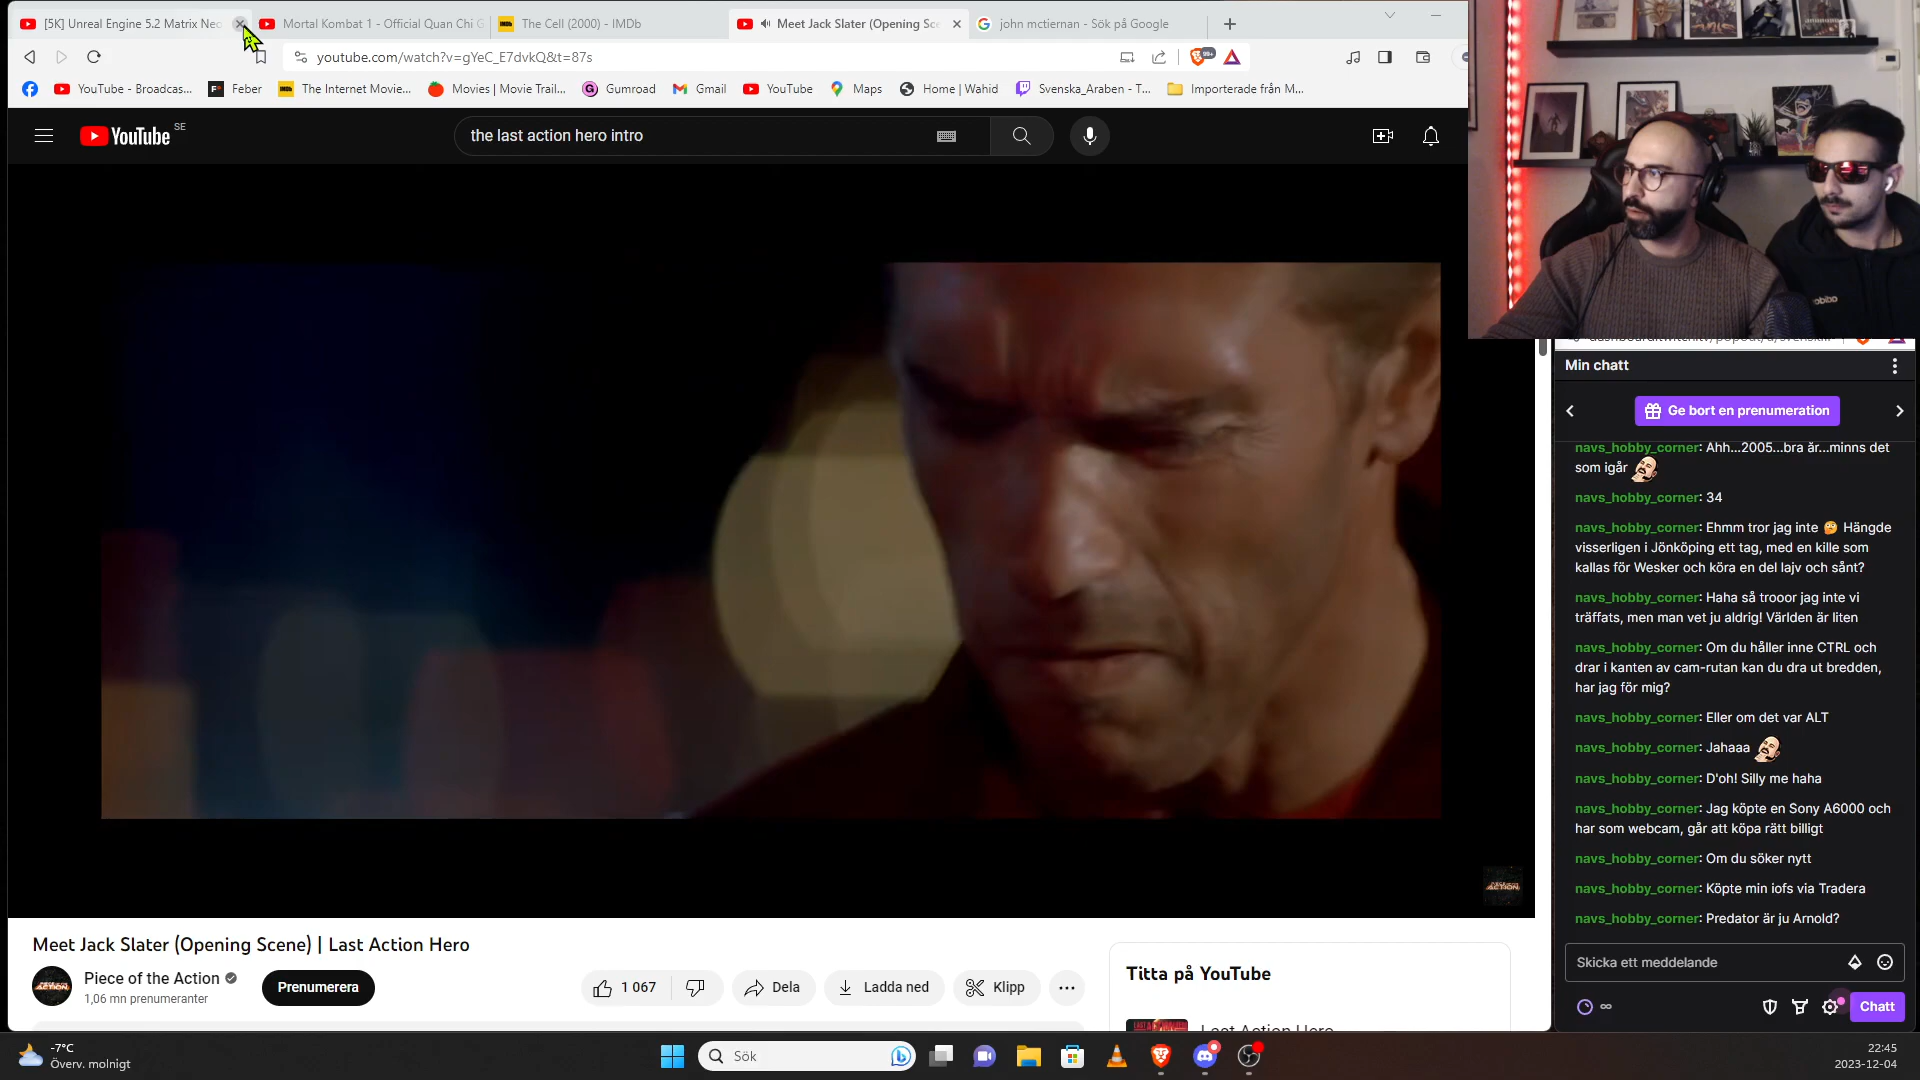 [5K] Unreal Engine 5.2 Matrix Neo
Mortal Kombat 1 - Official Quan Chi G
The Cell (2000) - IMDb
Meet Jack Slater (Opening Sce
john mctiernan - Sök på Google
youtube.com/watch?v=gYeC_E7dvkQ&t=87s
99+
YouTube - Broadcas...
Feber
The Internet Movie...
Movies | Movie Trail...
Gumroad
Gmail
YouTube
Maps
Home | Wahid
Svenska_Araben - T...
Importerade från M...
YouTube SE
the last action hero intro
Meet Jack Slater (Opening Scene) | Last Action Hero
Piece of the Action
1,06 mn prenumeranter
Prenumerera
1 067
Dela
Ladda ned
Klipp
Titta på YouTube
Last Action Hero
Min chatt
Ge bort en prenumeration
navs_hobby_corner: Ahh...2005...bra år...minns det
som igår
navs_hobby_corner: 34
navs_hobby_corner: Ehmm tror jag inte 🤔 Hängde
visserligen i Jönköping ett tag, med en kille som
kallas för Wesker och köra en del lajv och sånt?
navs_hobby_corner: Haha så trooor jag inte vi
träffats, men man vet ju aldrig! Världen är liten
navs_hobby_corner: Om du håller inne CTRL och
drar i kanten av cam-rutan kan du dra ut bredden,
har jag för mig?
navs_hobby_corner: Eller om det var ALT
navs_hobby_corner: Jahaaa
navs_hobby_corner: D'oh! Silly me haha
navs_hobby_corner: Jag köpte en Sony A6000 och
har som webcam, går att köpa rätt billigt
navs_hobby_corner: Om du söker nytt
navs_hobby_corner: Köpte min iofs via Tradera
navs_hobby_corner: Predator är ju Arnold?
Skicka ett meddelande
Chatt
-7°C
Överv. molnigt
Sök
22:45
2023-12-04